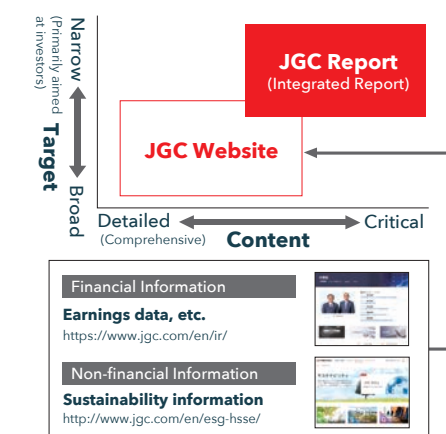 Narrow
(Primarily aimed
at investors)
Target
Broad
JGC Report
(Integrated Report)
JGC Website
Detailed
(Comprehensive)
Content
Critical
Financial Information
Earnings data, etc.
https://www.jgc.com/en/ir/
Non-financial Information
Sustainability information
http://www.jgc.com/en/esg-hsse/